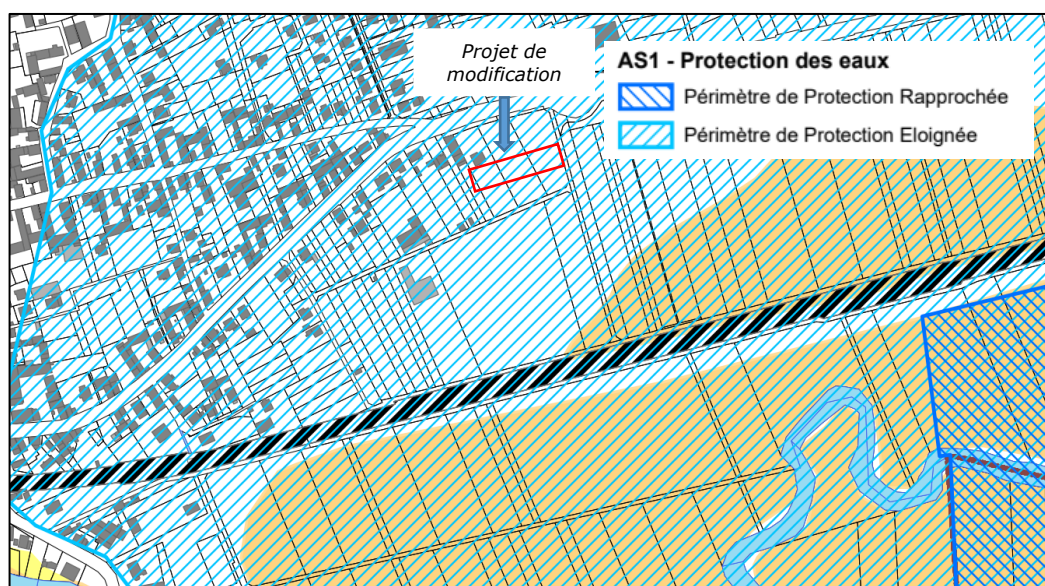 Projet de
modification
AS1 - Protection des eaux
Périmètre de Protection Rapprochée
Périmètre de Protection Eloignée